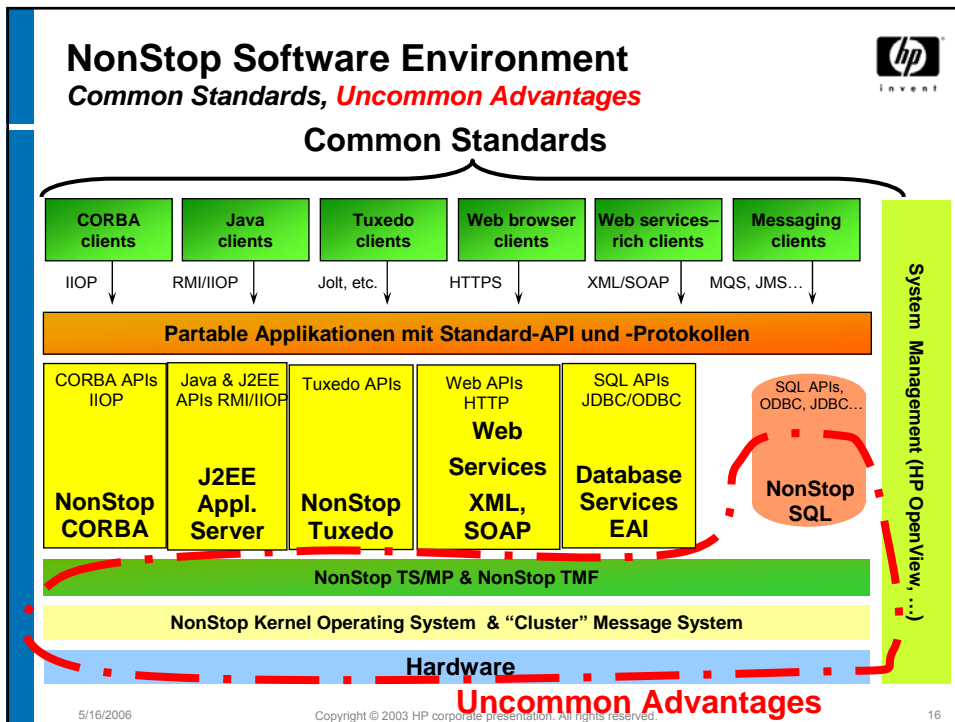 NonStop Software Environment
Common Standards, Uncommon Advantages
hp
invent
Common Standards
CORBA
clients
Java
clients
Tuxedo
clients
Web browser
clients
Web services–
rich clients
Messaging
clients
IIOP
RMI/IIOP
Jolt, etc.
HTTPS
XML/SOAP
MQS, JMS…
Partable Applikationen mit Standard-API und -Protokollen
CORBA APIs
IIOP
NonStop
CORBA
Java & J2EE
APIs RMI/IIOP
J2EE
Appl.
Server
Tuxedo APIs
NonStop
Tuxedo
Web APIs
HTTP
Web
Services
XML,
SOAP
SQL APIs
JDBC/ODBC
Database
Services
EAI
SQL APIs,
ODBC, JDBC…
NonStop
SQL
System Management (HP OpenView, …)
NonStop TS/MP & NonStop TMF
NonStop Kernel Operating System & “Cluster” Message System
Hardware
Uncommon Advantages
5/16/2006
Copyright © 2003 HP corporate presentation. All rights reserved.
16